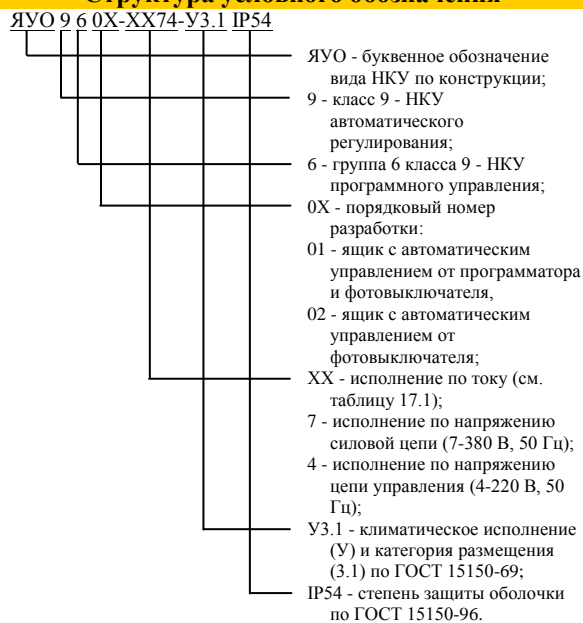 Структура условного обозначения
ЯУО 9 6 0Х-ХХ74-У3.1 IP54
ЯУО - буквенное обозначение
вида НКУ по конструкции;
9 - класс 9 - НКУ
автоматического
регулирования;
6 - группа 6 класса 9 - НКУ
программного управления;
0Х - порядковый номер
разработки:
01 - ящик с автоматическим
управлением от программатора
и фотовыключателя,
02 - ящик с автоматическим
управлением от
фотовыключателя;
ХХ - исполнение по току (см.
таблицу 17.1);
7 - исполнение по напряжению
силовой цепи (7-380 В, 50 Гц);
4 - исполнение по напряжению
цепи управления (4-220 В, 50
Гц);
У3.1 - климатическое исполнение
(У) и категория размещения
(3.1) по ГОСТ 15150-69;
IP54 - степень защиты оболочки
по ГОСТ 15150-96.